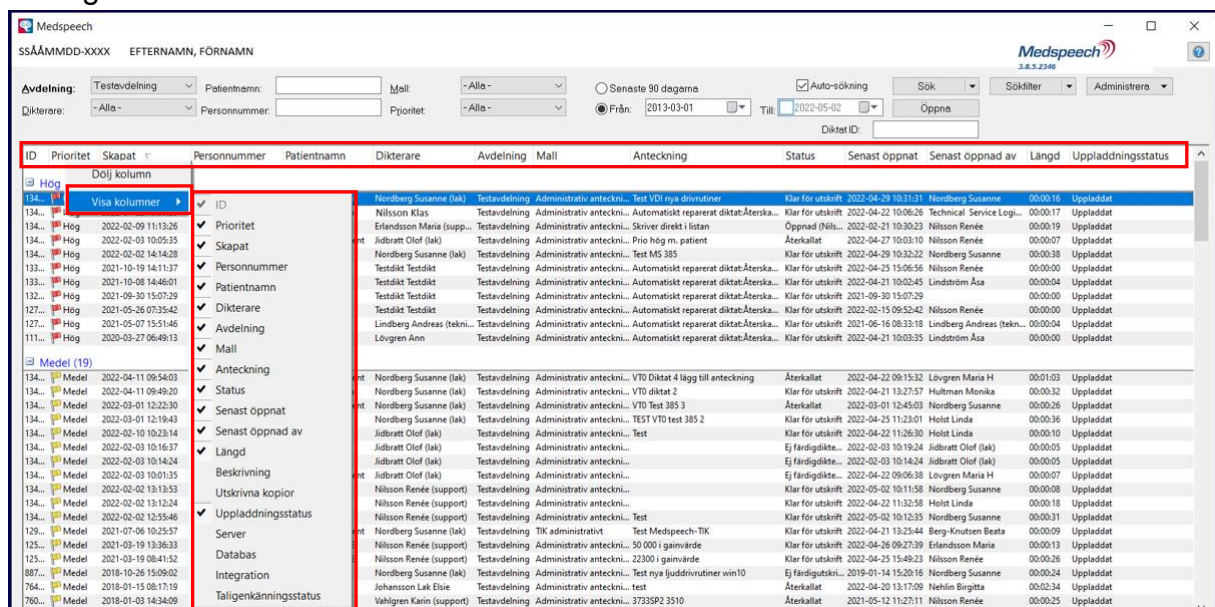 Medspeech
SSÅÅMMDD-XXXX EFTERNAMN, FÖRNAMN
Medspeech
3.8.5.2346
Avdelning: Testavdelning Patientnamn: Mall: -Alla- Senaste 90 dagarna Auto-sökning Sök Sökfilter Administrera
Dikterare: -Alla- Personnummer: Prioritet: -Alla- Från: 2013-03-01 Till: 2022-05-02 Öppna
Diktat ID:
ID Prioritet Skapat Personnummer Patientnamn Dikterare Avdelning Mall Anteckning Status Senast öppnat Senast öppnad av Längd Uppladdningsstatus
Dölj kolumn
Hög
134... Visa kolumner ID Nordberg Susanne (lak) Testavdelning Administrativ anteckni... Test VDI nya drivrutiner Klar för utskrift 2022-04-29 10:31:31 Nordberg Susanne 00:00:16 Uppladdat
134... Nilsson Klas Testavdelning Administrativ anteckni... Automatiskt reparerat diktat:Återska... Klar för utskrift 2022-04-22 10:06:26 Technical Service Logi... 00:00:17 Uppladdat
134... Hög 2022-02-09 11:13:26 Prioritet Erlandsson Maria (supp... Testavdelning Administrativ anteckni... Skriver direkt i listan Öppnad (Nils... 2022-02-21 10:30:23 Nilsson Renée 00:00:19 Uppladdat
134... Hög 2022-02-03 10:05:35 Skapat nt Jidbratt Olof (lak) Testavdelning Administrativ anteckni... Prio hög m. patient Återkallat 2022-04-27 10:03:10 Nilsson Renée 00:00:07 Uppladdat
134... Hög 2022-02-02 14:14:28 Nordberg Susanne (lak) Testavdelning Administrativ anteckni... Test MS 385 Klar för utskrift 2022-04-29 10:32:22 Nordberg Susanne 00:00:38 Uppladdat
133... Hög 2021-10-19 14:11:37 Personnummer Testdikt Testdikt Testavdelning Administrativ anteckni... Automatiskt reparerat diktat:Återska... Klar för utskrift 2022-04-25 15:06:56 Nilsson Renée 00:00:00 Uppladdat
133... Hög 2021-10-08 14:46:01 Patientnamn Testdikt Testdikt Testavdelning Administrativ anteckni... Automatiskt reparerat diktat:Återska... Klar för utskrift 2022-04-21 10:02:45 Lindström Åsa 00:00:04 Uppladdat
132... Hög 2021-09-30 15:07:29 Testdikt Testdikt Testavdelning Administrativ anteckni... Automatiskt reparerat diktat:Återska... Klar för utskrift 2021-09-30 15:07:29 00:00:00 Uppladdat
127... Hög 2021-05-26 07:35:42 Dikterare Testdikt Testdikt Testavdelning Administrativ anteckni... Automatiskt reparerat diktat:Återska... Klar för utskrift 2022-02-15 09:52:42 Nilsson Renée 00:00:00 Uppladdat
127... Hög 2021-05-07 15:51:46 Avdelning Lindberg Andreas (tekni... Testavdelning Administrativ anteckni... Automatiskt reparerat diktat:Återska... Klar för utskrift 2021-06-16 08:33:18 Lindberg Andreas (tekn... 00:00:04 Uppladdat
111... Hög 2020-03-27 06:49:13 Mall Lövgren Ann Testavdelning Administrativ anteckni... Automatiskt reparerat diktat:Återska... Klar för utskrift 2022-04-21 10:03:35 Lindström Åsa 00:00:00 Uppladdat
Medel (19) Anteckning
134... Medel 2022-04-11 09:54:03 nt Nordberg Susanne (lak) Testavdelning Administrativ anteckni... VT0 Diktat 4 lägg till anteckning Återkallat 2022-04-22 09:15:32 Lövgren Maria H 00:01:03 Uppladdat
134... Medel 2022-04-11 09:49:20 Status Nordberg Susanne (lak) Testavdelning Administrativ anteckni... VT0 diktat 2 Klar för utskrift 2022-04-21 13:27:57 Hultman Monika 00:00:32 Uppladdat
134... Medel 2022-03-01 12:22:30 Senast öppnat nt Nordberg Susanne (lak) Testavdelning Administrativ anteckni... VT0 Test 385 3 Återkallat 2022-03-01 12:45:03 Nordberg Susanne 00:00:26 Uppladdat
134... Medel 2022-03-01 12:19:43 Nordberg Susanne (lak) Testavdelning Administrativ anteckni... TEST VT0 test 385 2 Klar för utskrift 2022-04-25 11:23:01 Holst Linda 00:00:36 Uppladdat
134... Medel 2022-02-10 10:23:14 Senast öppnad av Jidbratt Olof (lak) Testavdelning Administrativ anteckni... Test Klar för utskrift 2022-04-22 11:26:30 Holst Linda 00:00:10 Uppladdat
134... Medel 2022-02-03 10:16:37 Längd Jidbratt Olof (lak) Testavdelning Administrativ anteckni... Ej färdigdikte... 2022-02-03 10:19:24 Jidbratt Olof (lak) 00:00:05 Uppladdat
134... Medel 2022-02-03 10:14:24 Jidbratt Olof (lak) Testavdelning Administrativ anteckni... Ej färdigdikte... 2022-02-03 10:14:24 Jidbratt Olof (lak) 00:00:05 Uppladdat
134... Medel 2022-02-03 10:01:35 Beskrivning nt Jidbratt Olof (lak) Testavdelning Administrativ anteckni... Ej färdigdikte... 2022-04-22 09:06:38 Lövgren Maria H 00:00:07 Uppladdat
134... Medel 2022-02-02 13:13:53 Utskrivna kopior Nilsson Renée (support) Testavdelning Administrativ anteckni... Klar för utskrift 2022-05-02 10:11:58 Nordberg Susanne 00:00:08 Uppladdat
134... Medel 2022-02-02 13:12:24 Uppladdningsstatus Nilsson Renée (support) Testavdelning Administrativ anteckni... Klar för utskrift 2022-04-22 11:32:58 Holst Linda 00:00:18 Uppladdat
134... Medel 2022-02-02 12:55:46 Nilsson Renée (support) Testavdelning Administrativ anteckni... Test Klar för utskrift 2022-05-02 10:12:35 Nordberg Susanne 00:00:31 Uppladdat
129... Medel 2021-07-06 10:25:57 Server nt Nordberg Susanne (lak) Testavdelning TIK administrativt Test Medspeech-TIK Klar för utskrift 2022-04-21 13:25:44 Berg-Knutsen Beata 00:00:09 Uppladdat
125... Medel 2021-03-19 13:36:33 Databas Nilsson Renée (support) Testavdelning Administrativ anteckni... 50 000 i gainvärde Klar för utskrift 2022-04-26 09:27:39 Erlandsson Maria 00:00:13 Uppladdat
125... Medel 2021-03-19 08:41:52 Nilsson Renée (support) Testavdelning Administrativ anteckni... 22300 i gainvärde Klar för utskrift 2022-04-25 15:49:23 Nilsson Renée 00:00:26 Uppladdat
887... Medel 2018-10-26 15:09:02 Integration Nordberg Susanne (lak) Testavdelning Administrativ anteckni... Test nya ljuddrivrutiner win10 Ej färdigutskri... 2019-01-14 15:20:16 Nordberg Susanne 00:00:24 Uppladdat
764... Medel 2018-01-15 08:17:19 Taligenkänningsstatus Johansson Lak Elsie Testavdelning Administrativ anteckni... test Återkallat 2022-04-20 13:17:09 Nehlin Birgitta 00:02:34 Uppladdat
760... Medel 2018-01-03 14:34:09 Vahlgren Karin (support) Testavdelning Administrativ anteckni... 3733SP2 3510 Återkallat 2021-05-12 11:27:11 Nilsson Renée 00:00:25 Uppladdat